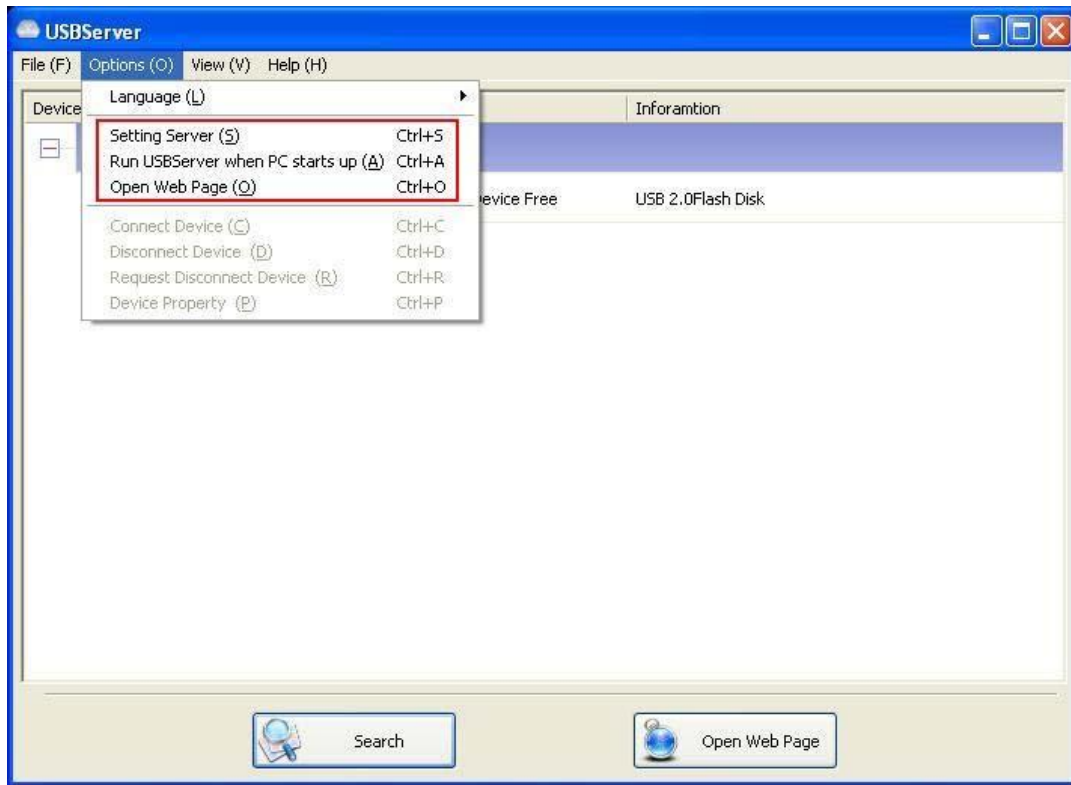 USBServer
File (F) Options (O) View (V) Help (H)
Device Inforamtion
Language (L)
Setting Server (S) Ctrl+S
Run USBServer when PC starts up (A) Ctrl+A
Open Web Page (O) Ctrl+O
evice Free USB 2.0Flash Disk
Connect Device (C) Ctrl+C
Disconnect Device (D) Ctrl+D
Request Disconnect Device (R) Ctrl+R
Device Property (P) Ctrl+P
Search Open Web Page